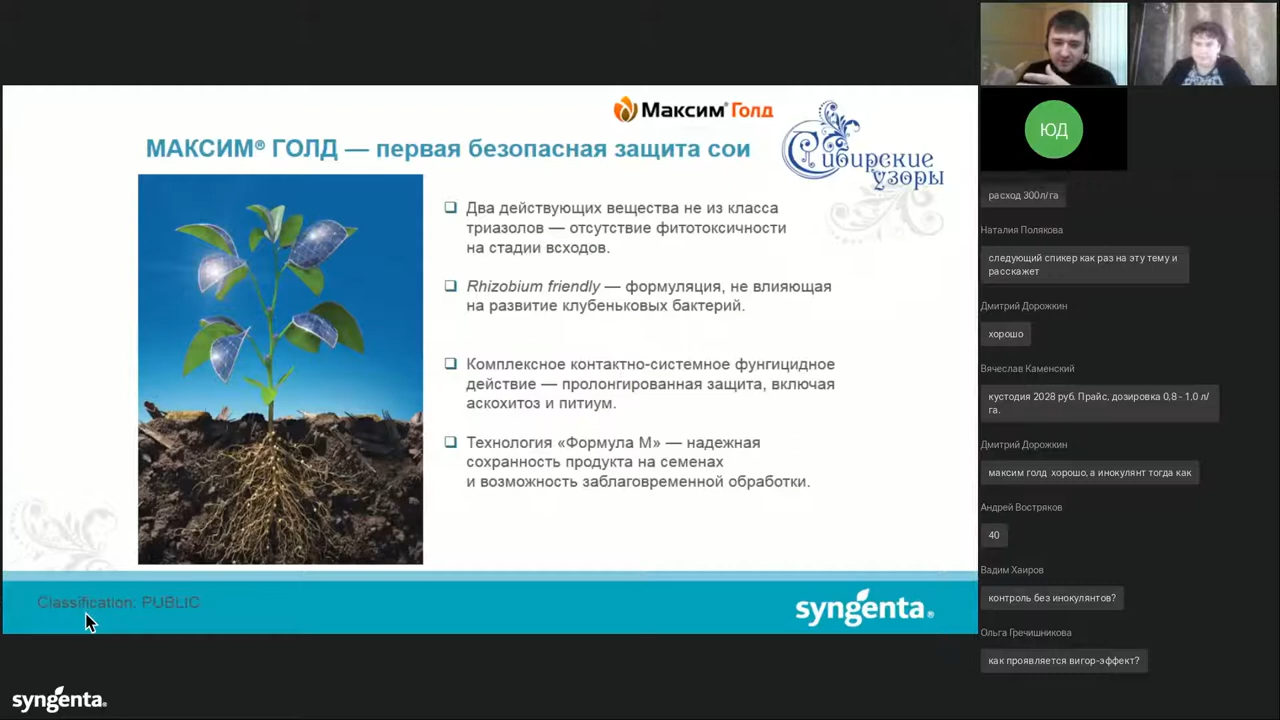 Максим® Голд
МАКСИМ® ГОЛД — первая безопасная защита сои
Сибирские
узоры
Два действующих вещества не из класса
триазолов — отсутствие фитотоксичности
на стадии всходов.
Rhizobium friendly — формуляция, не влияющая
на развитие клубеньковых бактерий.
Комплексное контактно-системное фунгицидное
действие — пролонгированная защита, включая
аскохитоз и питиум.
Технология «Формула М» — надежная
сохранность продукта на семенах
и возможность заблаговременной обработки.
Classification: PUBLIC
syngenta®
syngenta®
ЮД
расход 300л/га
Наталия Полякова
следующий спикер как раз на эту тему и
расскажет
Дмитрий Дорожкин
хорошо
Вячеслав Каменский
кустодия 2028 руб. Прайс, дозировка 0,8 - 1,0 л/
га.
Дмитрий Дорожкин
максим голд хорошо, а инокулянт тогда как
Андрей Востряков
40
Вадим Хаиров
контроль без инокулянтов?
Ольга Гречишникова
как проявляется вигор-эффект?